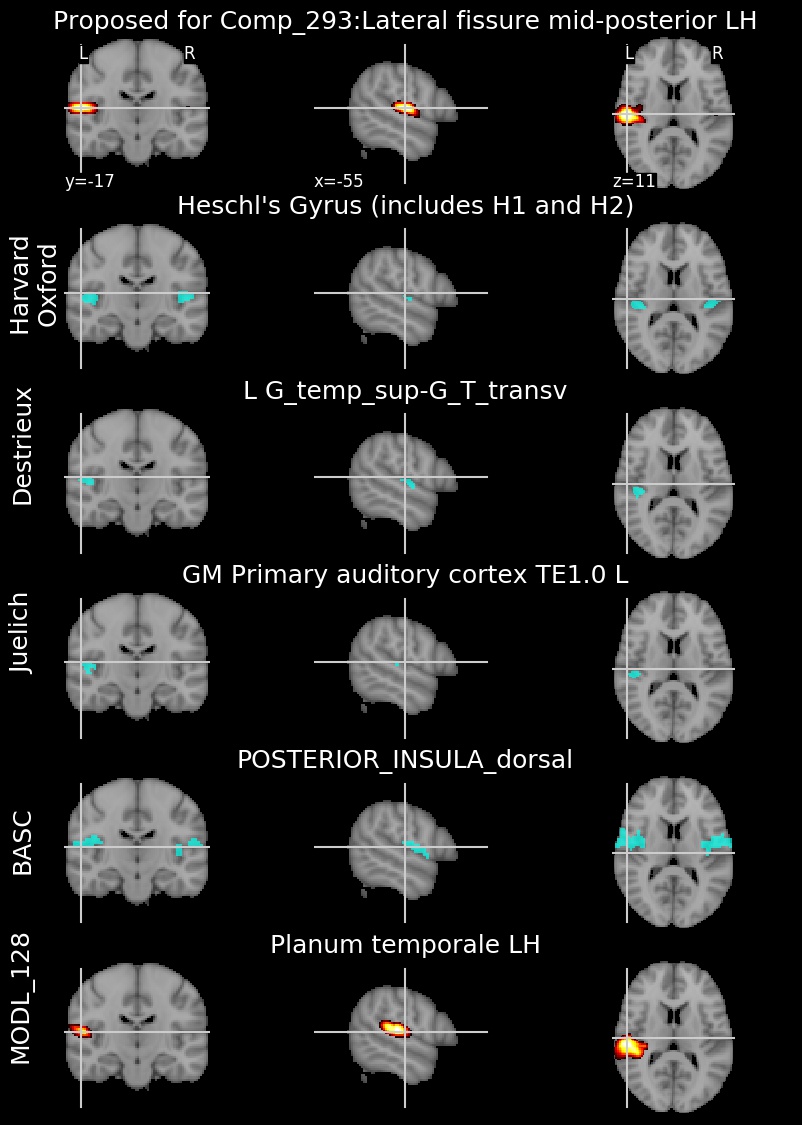 Proposed for Comp_293:Lateral fissure mid-posterior LH
L R L R
y=-17 x=-55 z=11
Heschl's Gyrus (includes H1 and H2)
Harvard
Oxford
L G_temp_sup-G_T_transv
Destrieux
GM Primary auditory cortex TE1.0 L
Juelich
POSTERIOR_INSULA_dorsal
BASC
Planum temporale LH
MODL_128